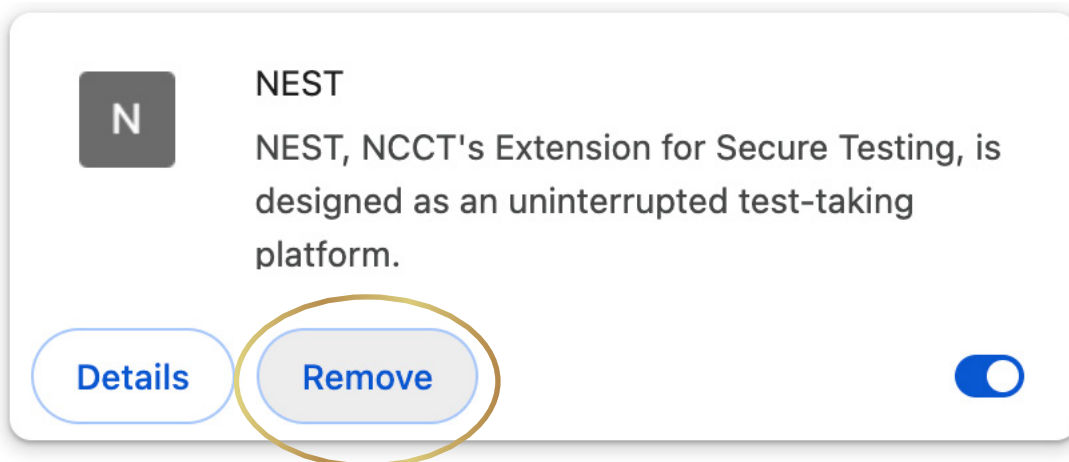 N
NEST
NEST, NCCT's Extension for Secure Testing, is
designed as an uninterrupted test-taking
platform.
Details
Remove